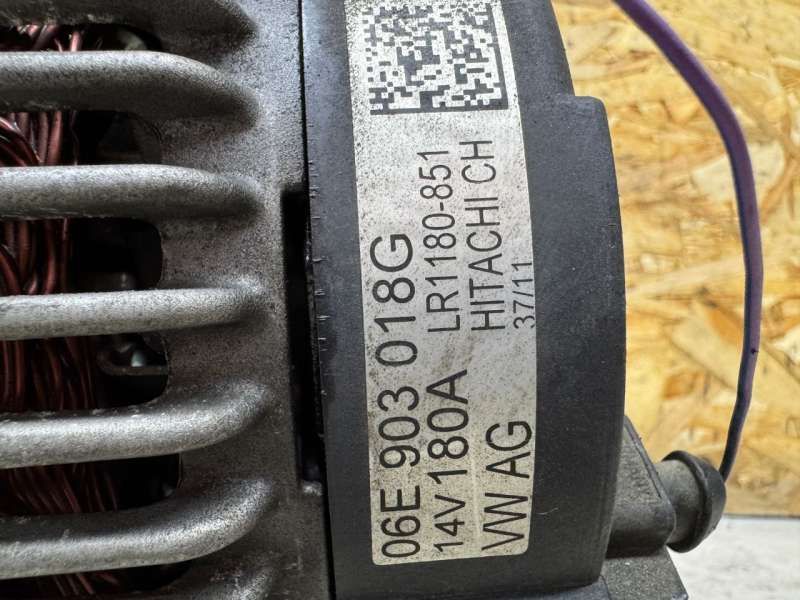 06E 903 018G
14V 180A LR1180-851
VW AG HITACHI CH
37/11